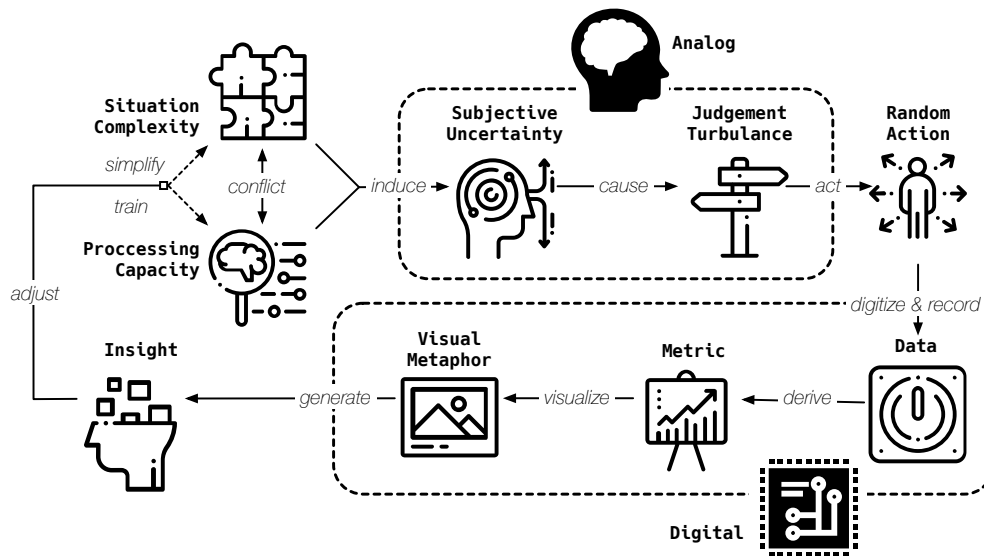 Analog
Situation
Complexity
simplify
train
conflict
Proccessing
Capacity
induce
Subjective
Uncertainty
cause
Judgement
Turbulance
act
Random
Action
adjust
digitize & record
Data
derive
Metric
visualize
Visual
Metaphor
generate
Insight
Digital